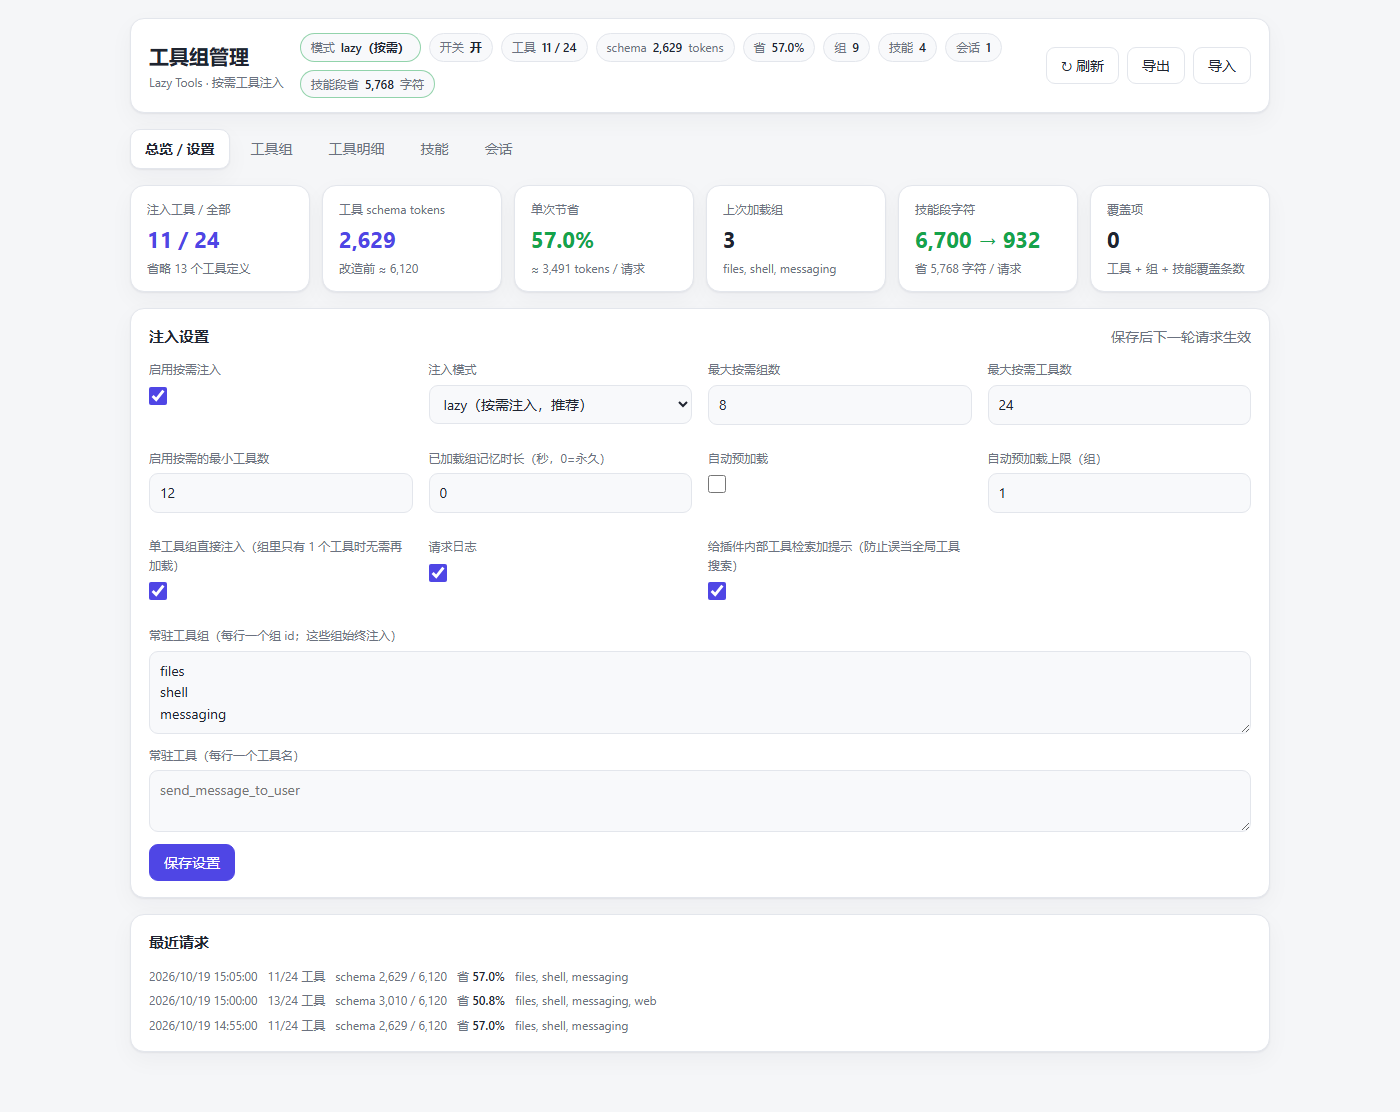 工具组管理
Lazy Tools · 按需工具注入
模式 lazy（按需） 开关 开 工具 11 / 24 schema 2,629 tokens 省 57.0% 组 9 技能 4 会话 1
技能段省 5,768 字符
↻ 刷新 导出 导入
总览 / 设置 工具组 工具明细 技能 会话
注入工具 / 全部
11 / 24
省略 13 个工具定义
工具 schema tokens
2,629
改造前 ≈ 6,120
单次节省
57.0%
≈ 3,491 tokens / 请求
上次加载组
3
files, shell, messaging
技能段字符
6,700 → 932
省 5,768 字符 / 请求
覆盖项
0
工具 + 组 + 技能覆盖条数
注入设置 保存后下一轮请求生效
启用按需注入
注入模式
lazy（按需注入，推荐）
最大按需组数
8
最大按需工具数
24
启用按需的最小工具数
12
已加载组记忆时长（秒，0=永久）
0
自动预加载
自动预加载上限（组）
1
单工具组直接注入（组里只有 1 个工具时无需再
加载）
请求日志
给插件内部工具检索加提示（防止误当全局工具
搜索）
常驻工具组（每行一个组 id；这些组始终注入）
files
shell
messaging
常驻工具（每行一个工具名）
send_message_to_user
保存设置
最近请求
2026/10/19 15:05:00 11/24 工具 schema 2,629 / 6,120 省 57.0% files, shell, messaging
2026/10/19 15:00:00 13/24 工具 schema 3,010 / 6,120 省 50.8% files, shell, messaging, web
2026/10/19 14:55:00 11/24 工具 schema 2,629 / 6,120 省 57.0% files, shell, messaging